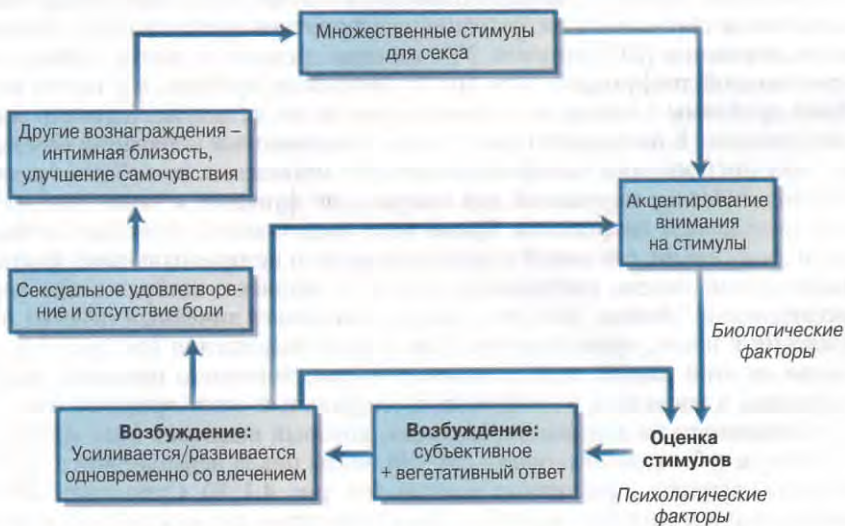 Множественные стимулы
для секса
Другие вознаграждения –
интимная близость,
улучшение самочувствия
Акцентирование
внимания
на стимулы
Сексуальное удовлетворе-
ние и отсутствие боли
Биологические
факторы
Возбуждение:
Усиливается/развивается
одновременно со влечением
Возбуждение:
субъективное
+ вегетативный ответ
Оценка
стимулов
Психологические
факторы